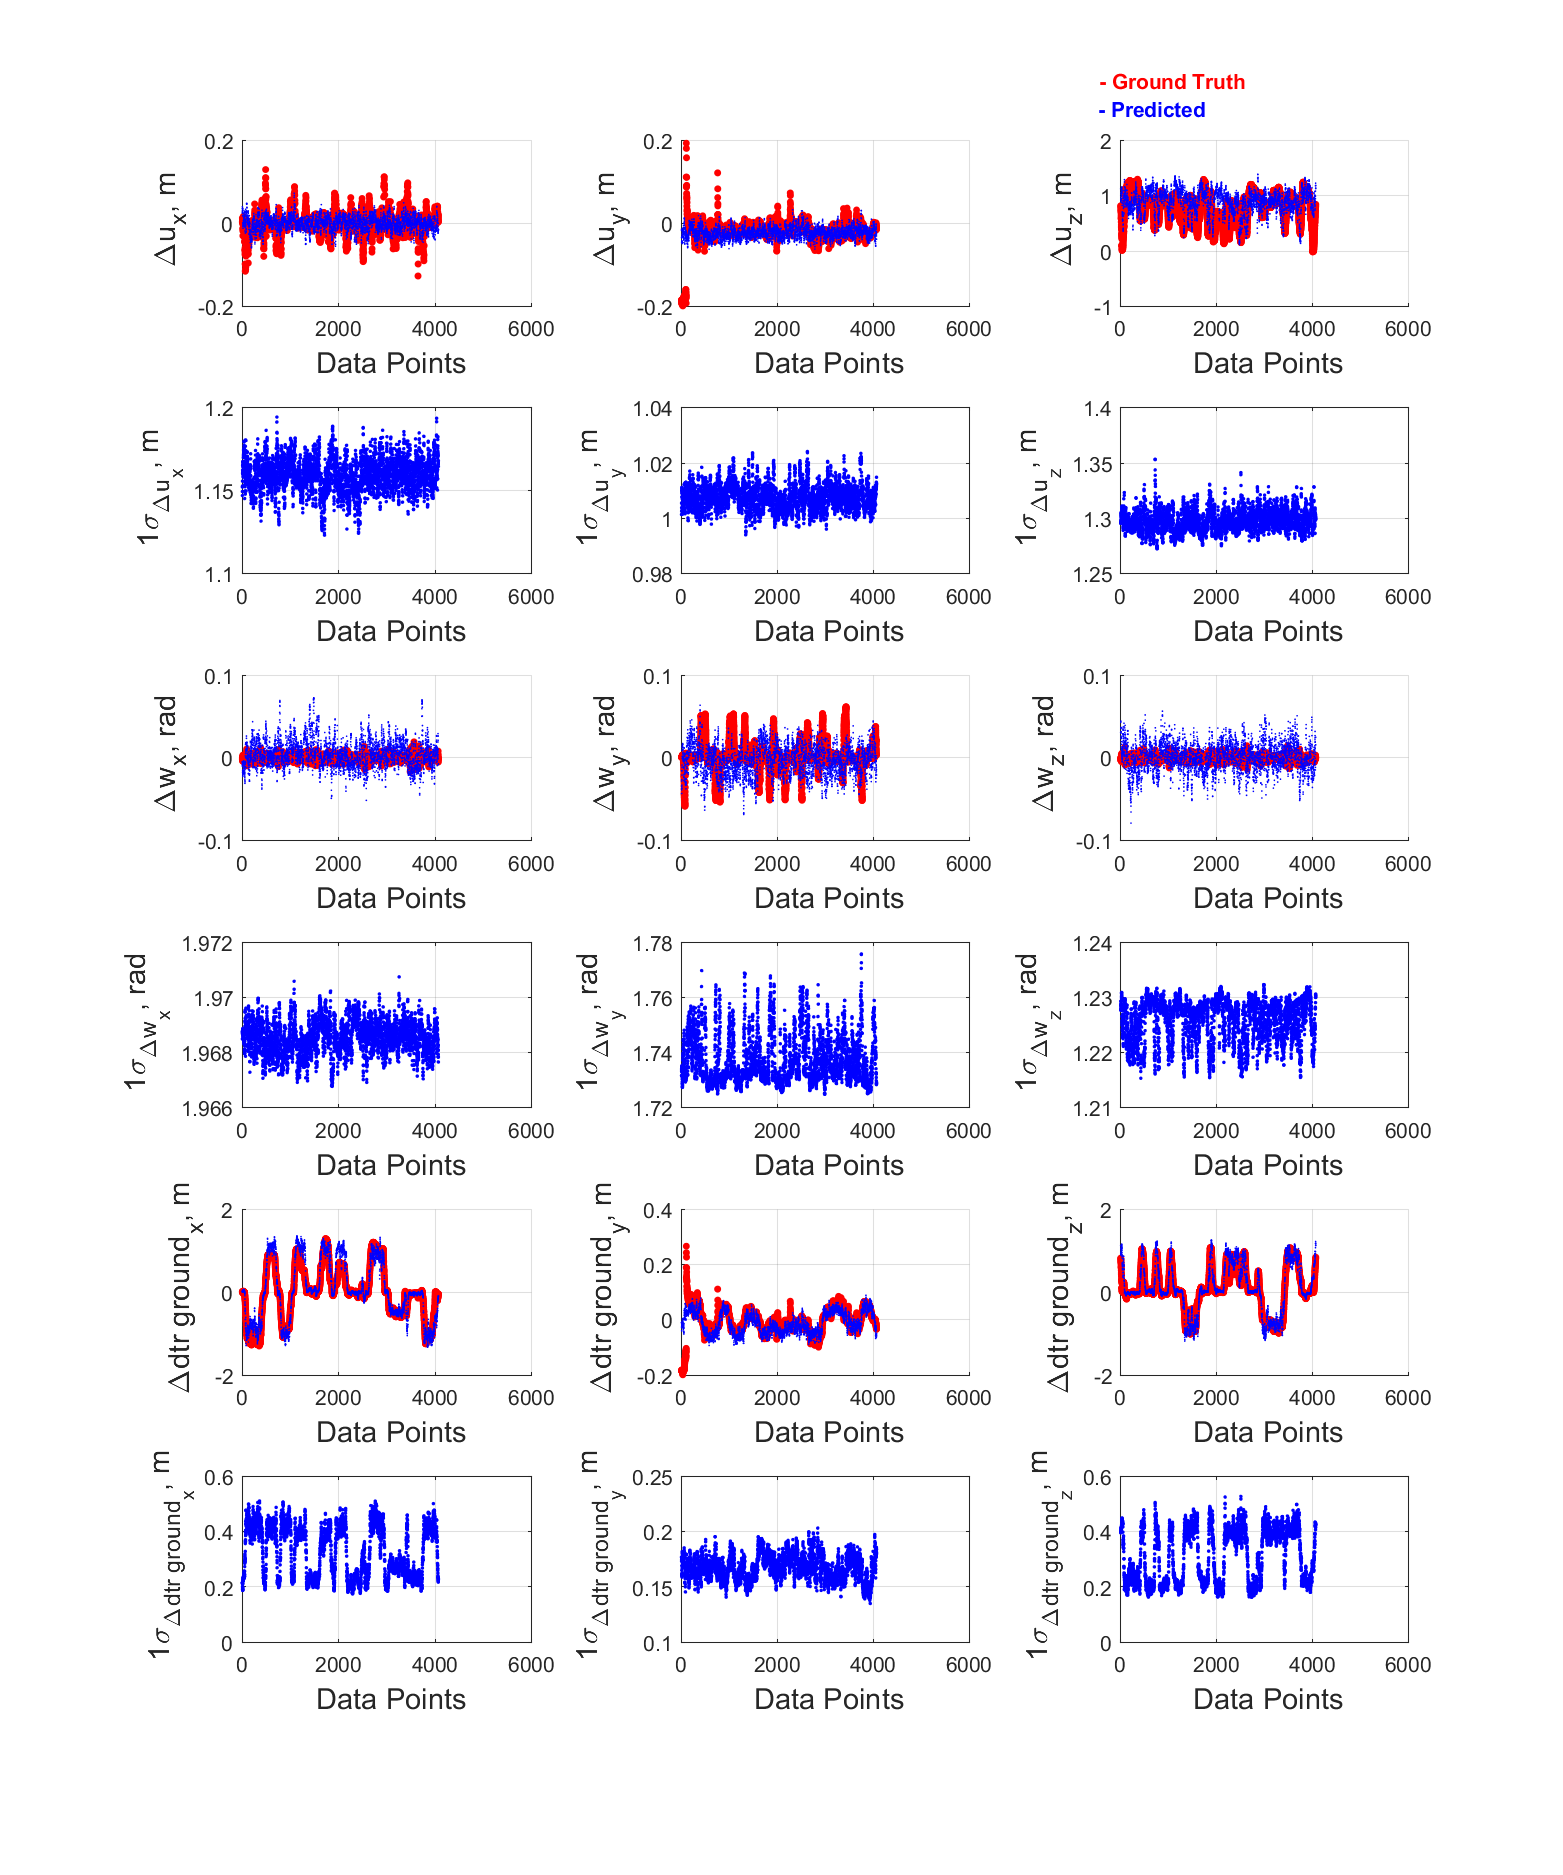 - Ground Truth
- Predicted
0.2
0
-0.2
Δu_x, m
0 2000 4000 6000
Data Points
0.2
0
-0.2
Δu_y, m
0 2000 4000 6000
Data Points
2
1
0
-1
Δu_z, m
0 2000 4000 6000
Data Points
1.2
1.15
1.1
1σ_Δu_x, m
0 2000 4000 6000
Data Points
1.04
1.02
1
0.98
1σ_Δu_y, m
0 2000 4000 6000
Data Points
1.4
1.35
1.3
1.25
1σ_Δu_z, m
0 2000 4000 6000
Data Points
0.1
0
-0.1
Δw_x, rad
0 2000 4000 6000
Data Points
0.1
0
-0.1
Δw_y, rad
0 2000 4000 6000
Data Points
0.1
0
-0.1
Δw_z, rad
0 2000 4000 6000
Data Points
1.972
1.97
1.968
1.966
1σ_Δw_x, rad
0 2000 4000 6000
Data Points
1.78
1.76
1.74
1.72
1σ_Δw_y, rad
0 2000 4000 6000
Data Points
1.24
1.23
1.22
1.21
1σ_Δw_z, rad
0 2000 4000 6000
Data Points
2
0
-2
Δdtr ground_x, m
0 2000 4000 6000
Data Points
0.4
0.2
0
-0.2
Δdtr ground_y, m
0 2000 4000 6000
Data Points
2
0
-2
Δdtr ground_z, m
0 2000 4000 6000
Data Points
0.6
0.4
0.2
0
1σ_Δdtr ground_x, m
0 2000 4000 6000
Data Points
0.25
0.2
0.15
0.1
1σ_Δdtr ground_y, m
0 2000 4000 6000
Data Points
0.6
0.4
0.2
0
1σ_Δdtr ground_z, m
0 2000 4000 6000
Data Points